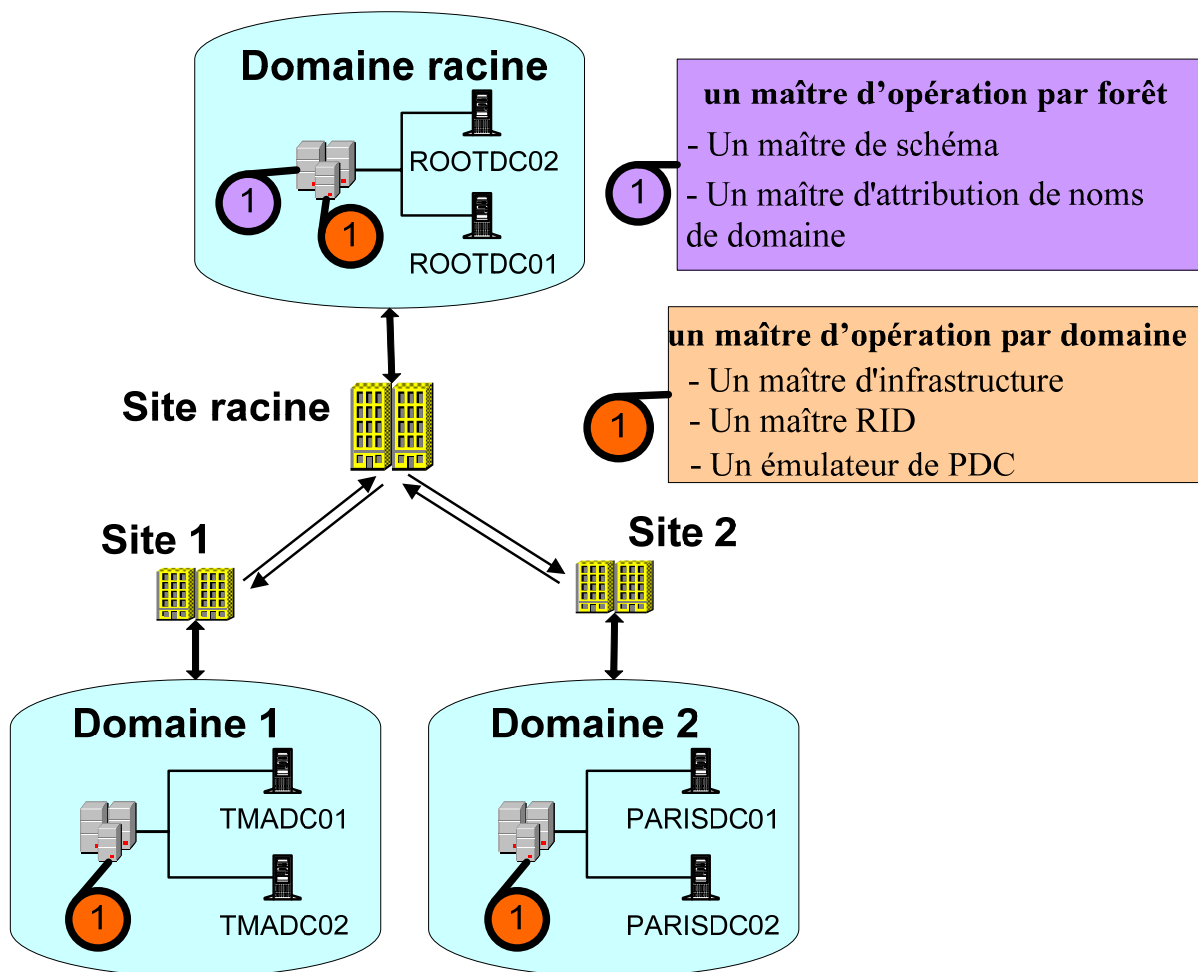 Domaine racine
ROOTDC02
1
1
ROOTDC01
un maître d’opération par forêt
- Un maître de schéma
- Un maître d'attribution de noms
de domaine
1
un maître d’opération par domaine
- Un maître d'infrastructure
- Un maître RID
- Un émulateur de PDC
1
Site racine
Site 1
Site 2
Domaine 1
TMADC01
TMADC02
1
Domaine 2
PARISDC01
PARISDC02
1